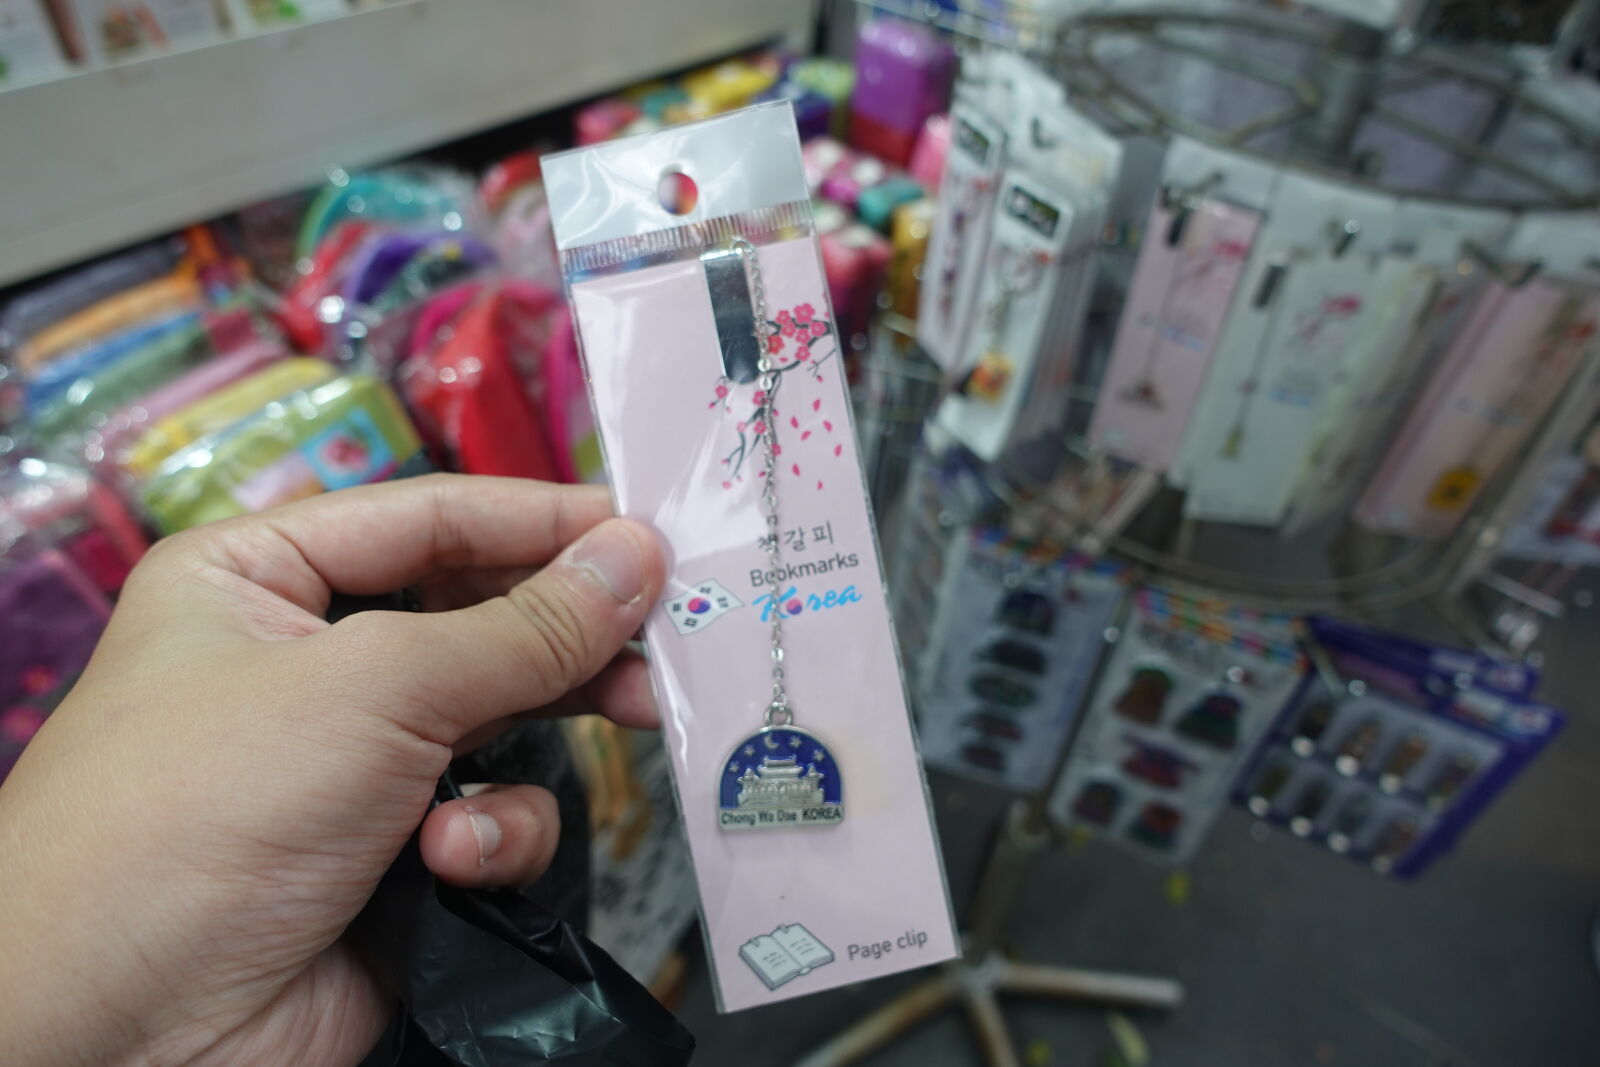 책갈피
Bookmarks
Korea
Chong Wa Dae KOREA
Page clip